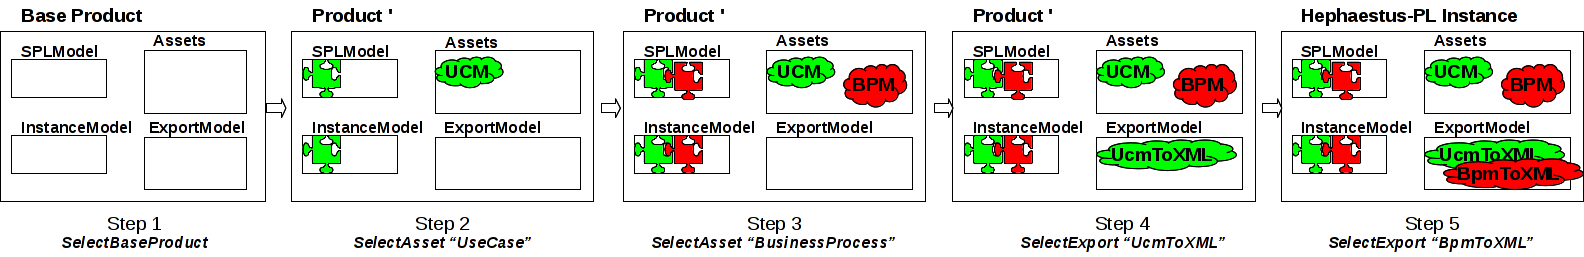 Base Product
SPLModel
Assets
InstanceModel
ExportModel
Step 1
SelectBaseProduct
Product '
SPLModel
Assets
UCM
InstanceModel
ExportModel
Step 2
SelectAsset “UseCase”
Product '
SPLModel
Assets
UCM
BPM
InstanceModel
ExportModel
Step 3
SelectAsset “BusinessProcess”
Product '
SPLModel
Assets
UCM
BPM
InstanceModel
ExportModel
UcmToXML
Step 4
SelectExport “UcmToXML”
Hephaestus-PL Instance
SPLModel
Assets
UCM
BPM
InstanceModel
ExportModel
UcmToXML
BpmToXML
Step 5
SelectExport “BpmToXML”